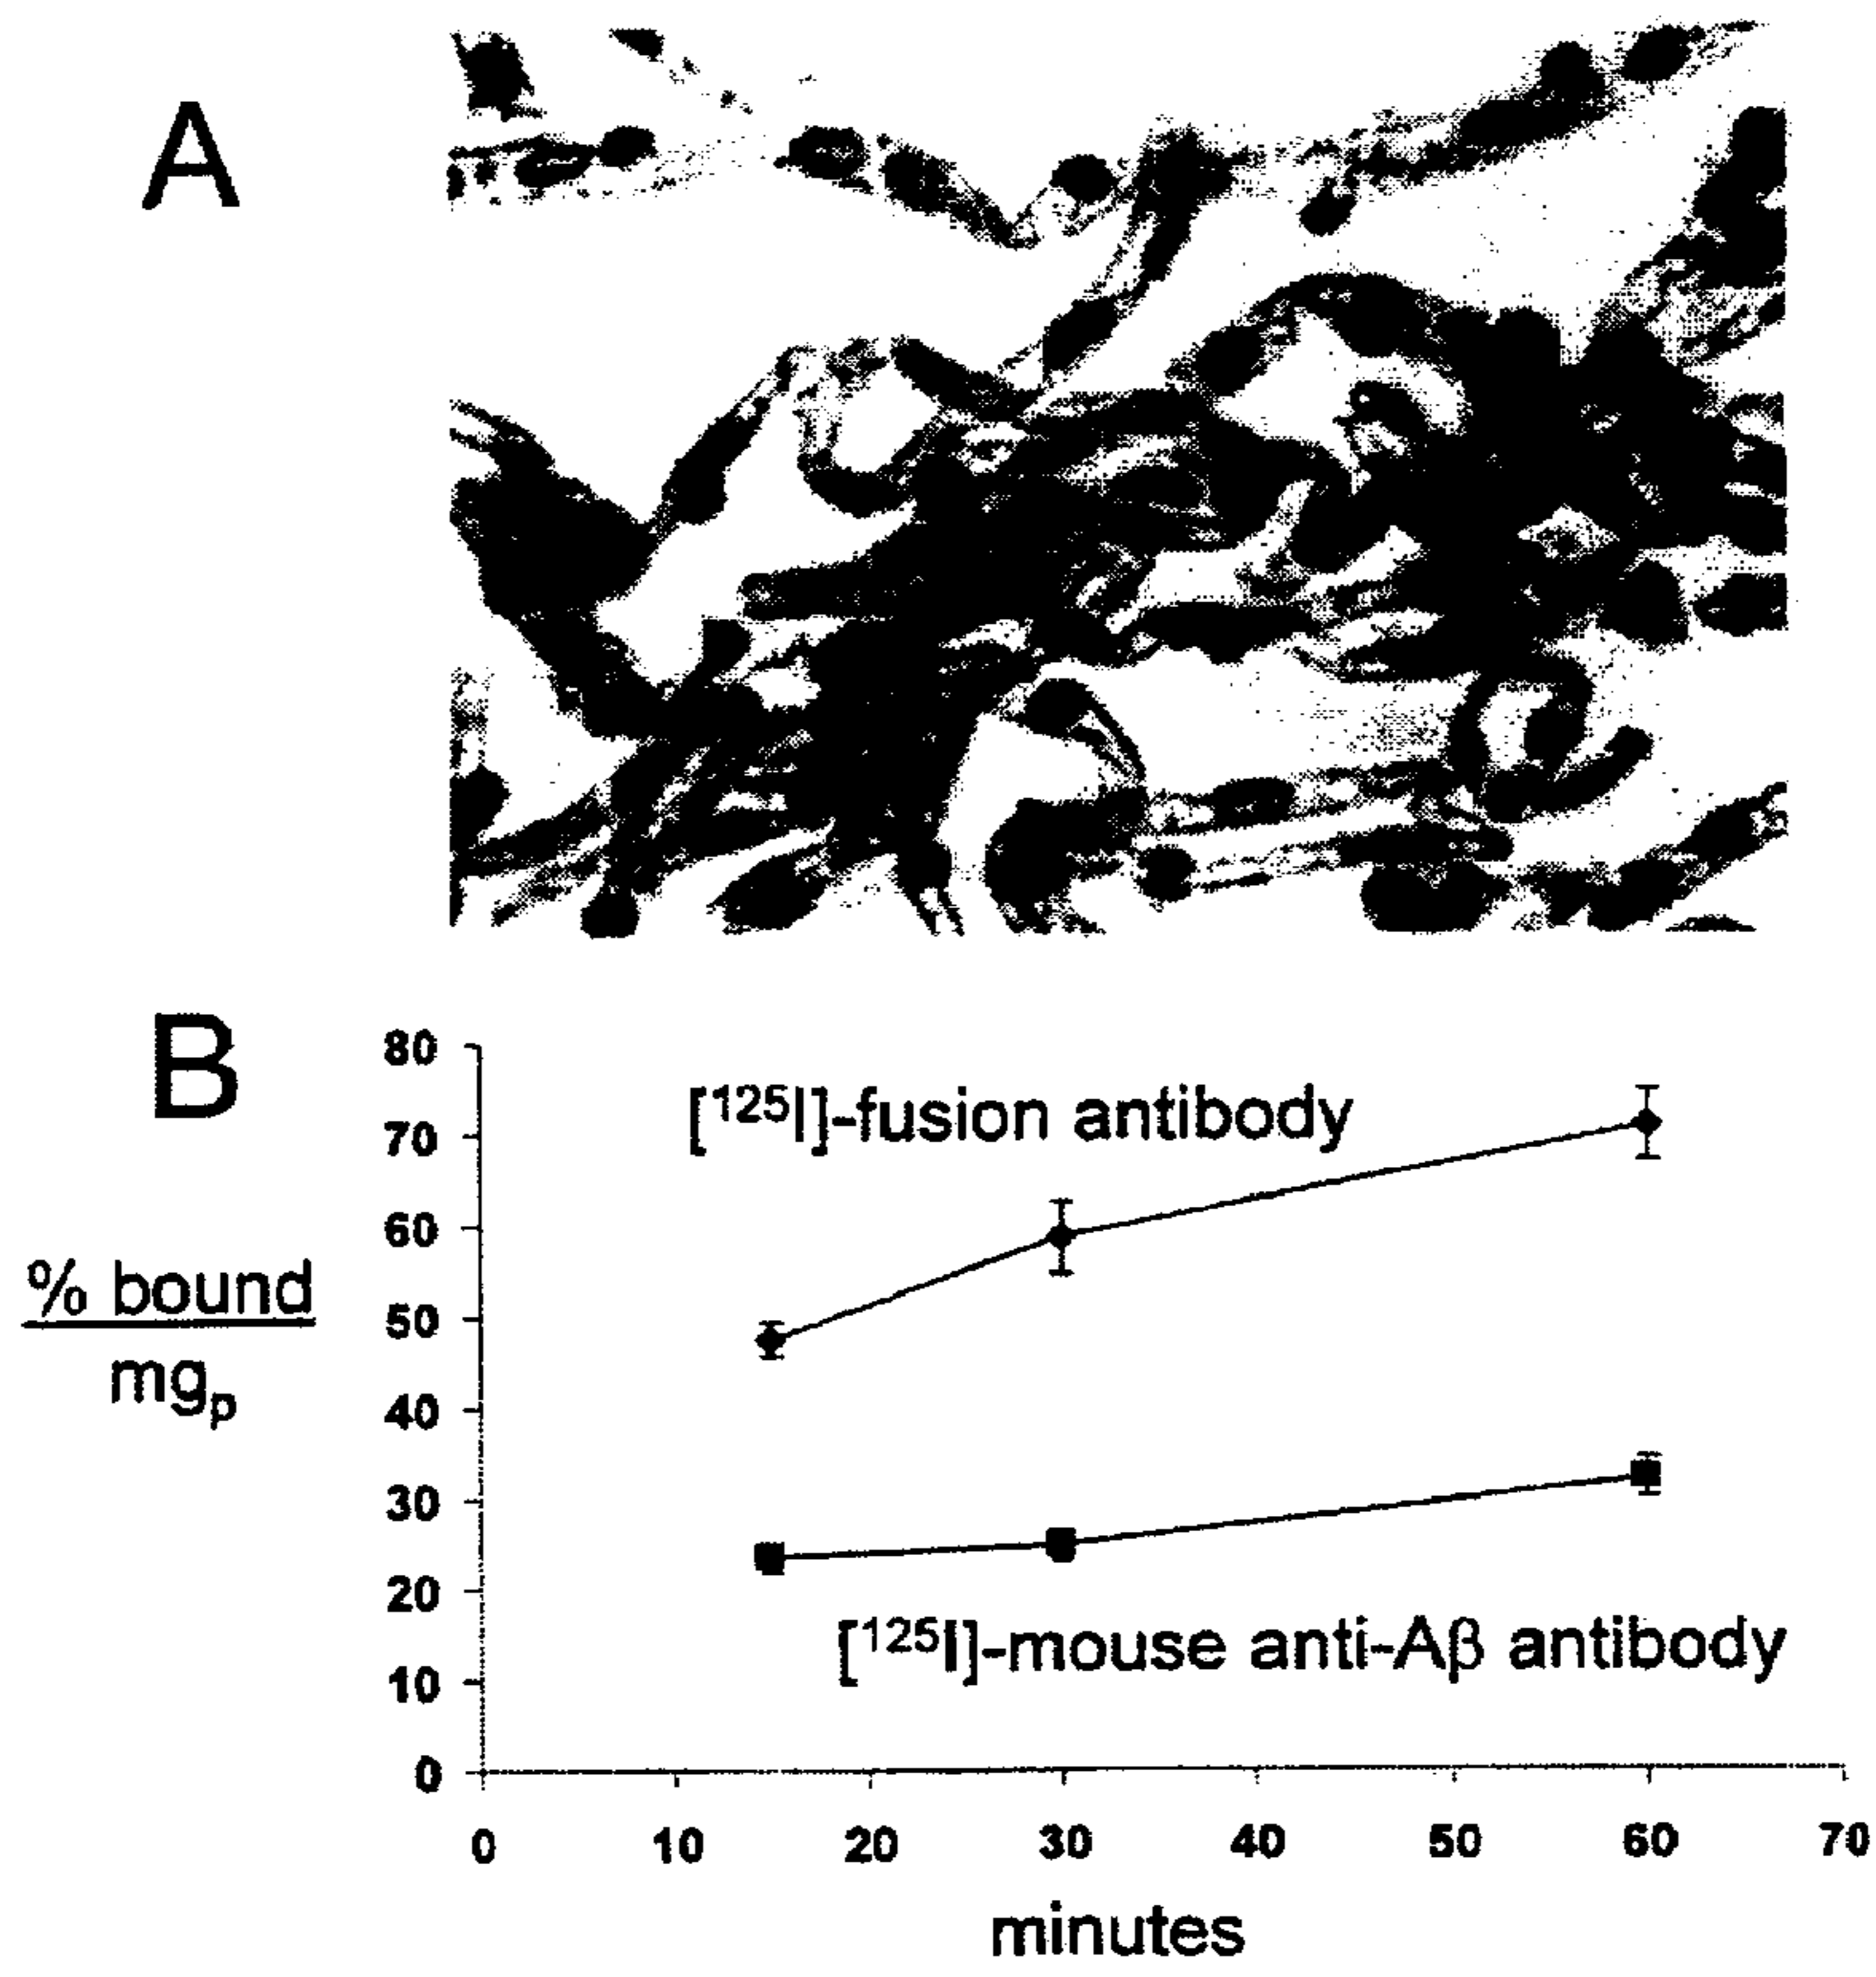 A
B
80
[¹²⁵I]-fusion antibody
70
60
% bound
mgₚ
50
40
30
20
[¹²⁵I]-mouse anti-Aβ antibody
10
0
0 10 20 30 40 50 60 70
minutes